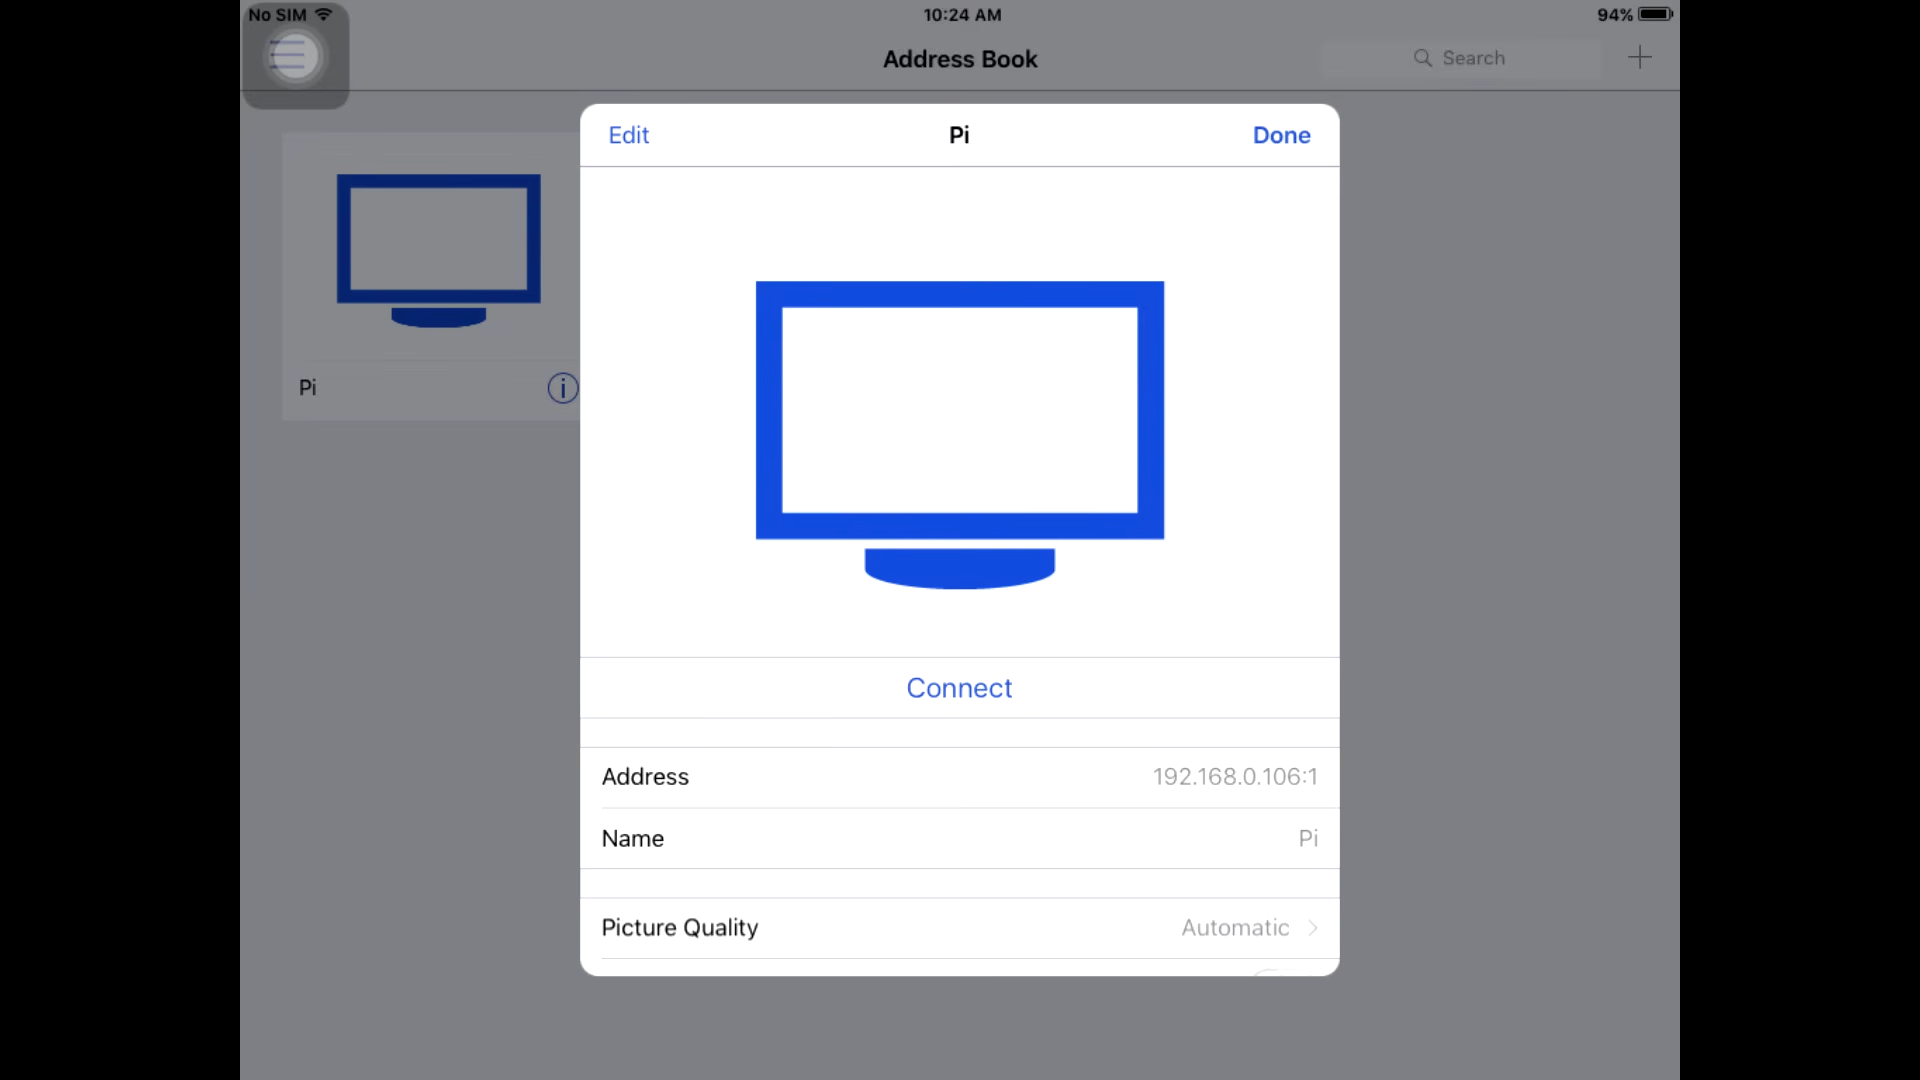 No SIM
10:24 AM
94%
Address Book
Search
Edit
Pi
Done
Pi
Connect
Address 192.168.0.106:1
Name Pi
Picture Quality Automatic